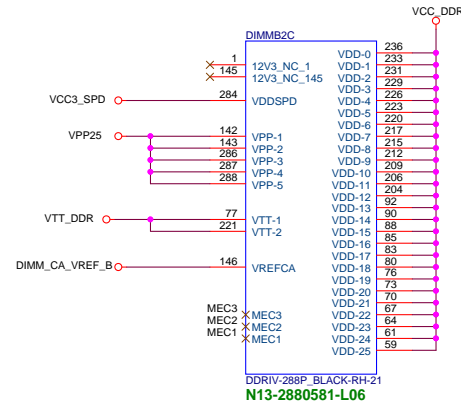 VCC_DDR
DIMMB2C
1 12V3_NC_1
145 12V3_NC_145
VCC3_SPD 284 VDDSPD
VPP25 142 VPP-1
143 VPP-2
286 VPP-3
287 VPP-4
288 VPP-5
VTT_DDR 77 VTT-1
221 VTT-2
DIMM_CA_VREF_B 146 VREFCA
MEC3 MEC3
MEC2 MEC2
MEC1 MEC1
VDD-0 236
VDD-1 233
VDD-2 231
VDD-3 229
VDD-4 226
VDD-5 223
VDD-6 220
VDD-7 217
VDD-8 215
VDD-9 212
VDD-10 209
VDD-11 206
VDD-12 204
VDD-13 92
VDD-14 90
VDD-15 88
VDD-16 85
VDD-17 83
VDD-18 80
VDD-19 76
VDD-20 73
VDD-21 70
VDD-22 67
VDD-23 64
VDD-24 61
VDD-25 59
DDRIV-288P_BLACK-RH-21
N13-2880581-L06